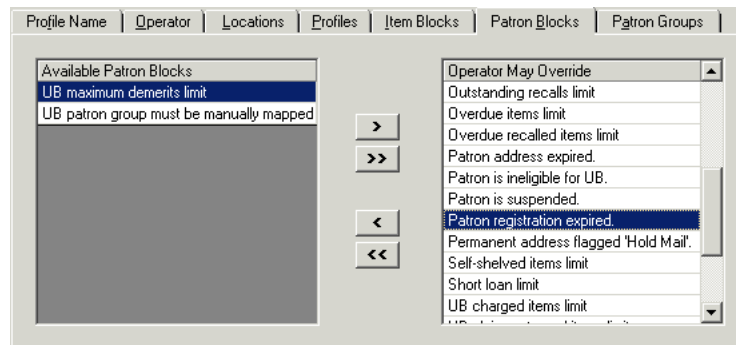 Profile Name Operator Locations Profiles Item Blocks Patron Blocks Patron Groups
Available Patron Blocks
UB maximum demerits limit
UB patron group must be manually mapped
>
>>
<
<<
Operator May Override
Outstanding recalls limit
Overdue items limit
Overdue recalled items limit
Patron address expired.
Patron is ineligible for UB.
Patron is suspended.
Patron registration expired.
Permanent address flagged 'Hold Mail'.
Self-shelved items limit
Short loan limit
UB charged items limit